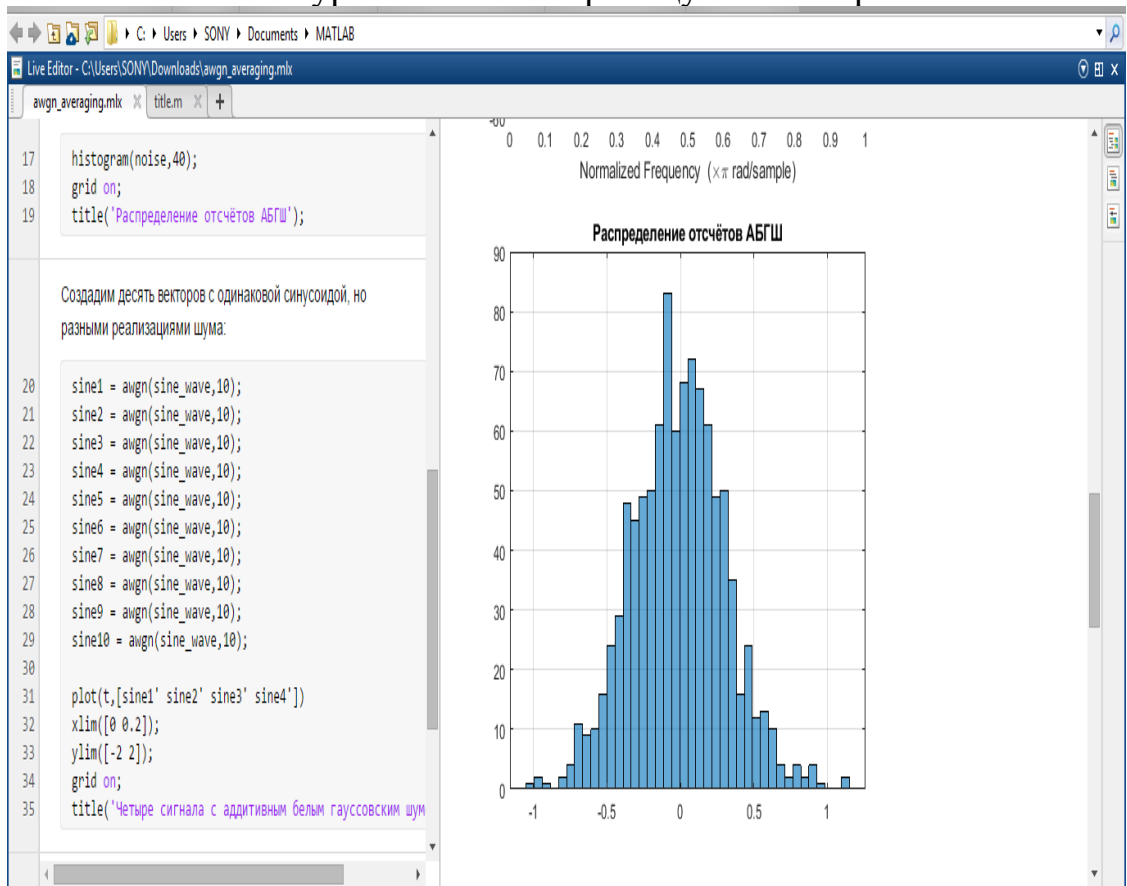 C: Users SONY Documents MATLAB
Live Editor - C:\Users\SONY\Downloads\awgn_averaging.mlx
awgn_averaging.mlx title.m
17 histogram(noise,40);
18 grid on;
19 title('Распределение отсчётов АБГШ');
Создадим десять векторов с одинаковой синусоидой, но
разными реализациями шума:
20 sine1 = awgn(sine_wave,10);
21 sine2 = awgn(sine_wave,10);
22 sine3 = awgn(sine_wave,10);
23 sine4 = awgn(sine_wave,10);
24 sine5 = awgn(sine_wave,10);
25 sine6 = awgn(sine_wave,10);
26 sine7 = awgn(sine_wave,10);
27 sine8 = awgn(sine_wave,10);
28 sine9 = awgn(sine_wave,10);
29 sine10 = awgn(sine_wave,10);
30
31 plot(t,[sine1' sine2' sine3' sine4'])
32 xlim([0 0.2]);
33 ylim([-2 2]);
34 grid on;
35 title('Четыре сигнала с аддитивным белым гауссовским шум
0 0.1 0.2 0.3 0.4 0.5 0.6 0.7 0.8 0.9 1
Normalized Frequency (×π rad/sample)
Распределение отсчётов АБГШ
90
80
70
60
50
40
30
20
10
0
-1 -0.5 0 0.5 1